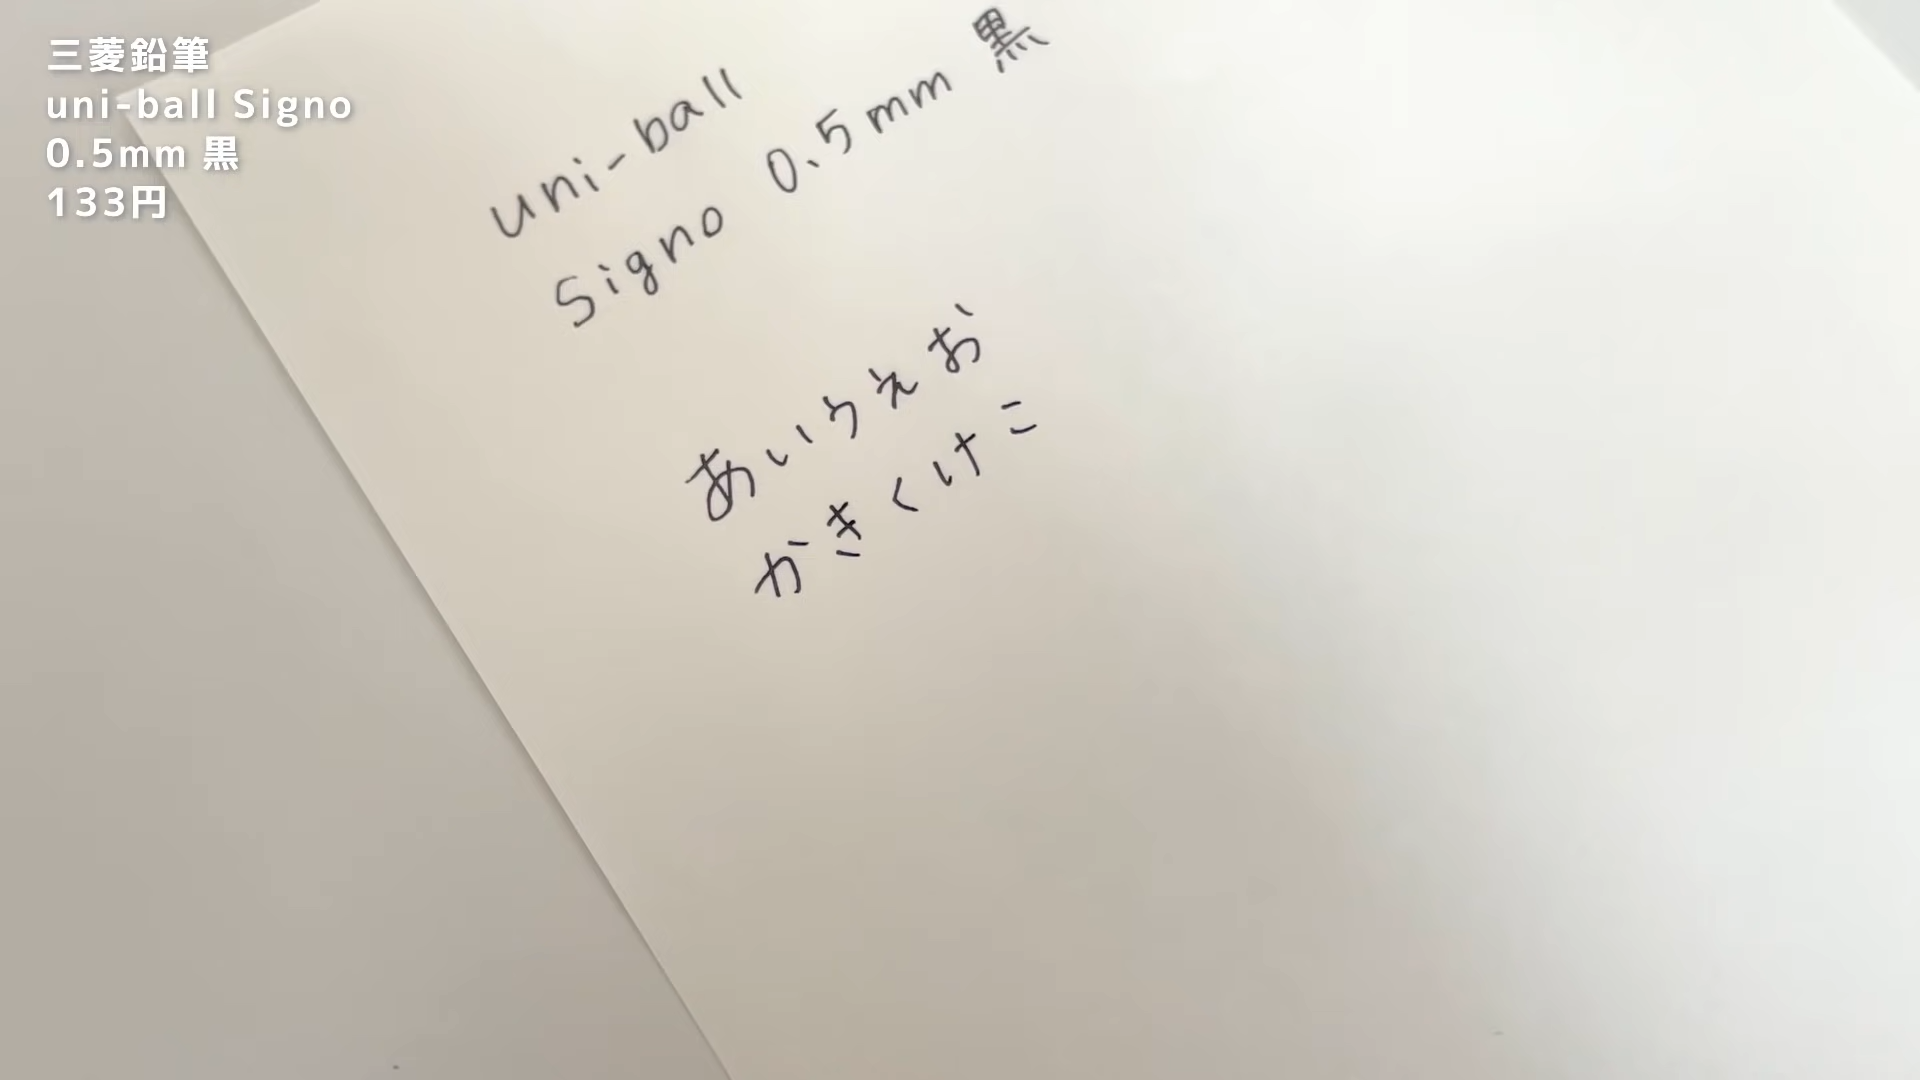 三菱鉛筆
uni-ball Signo
0.5mm 黒
133円
uni-ball
Signo 0.5mm 黒
あいうえお
かきくけこ